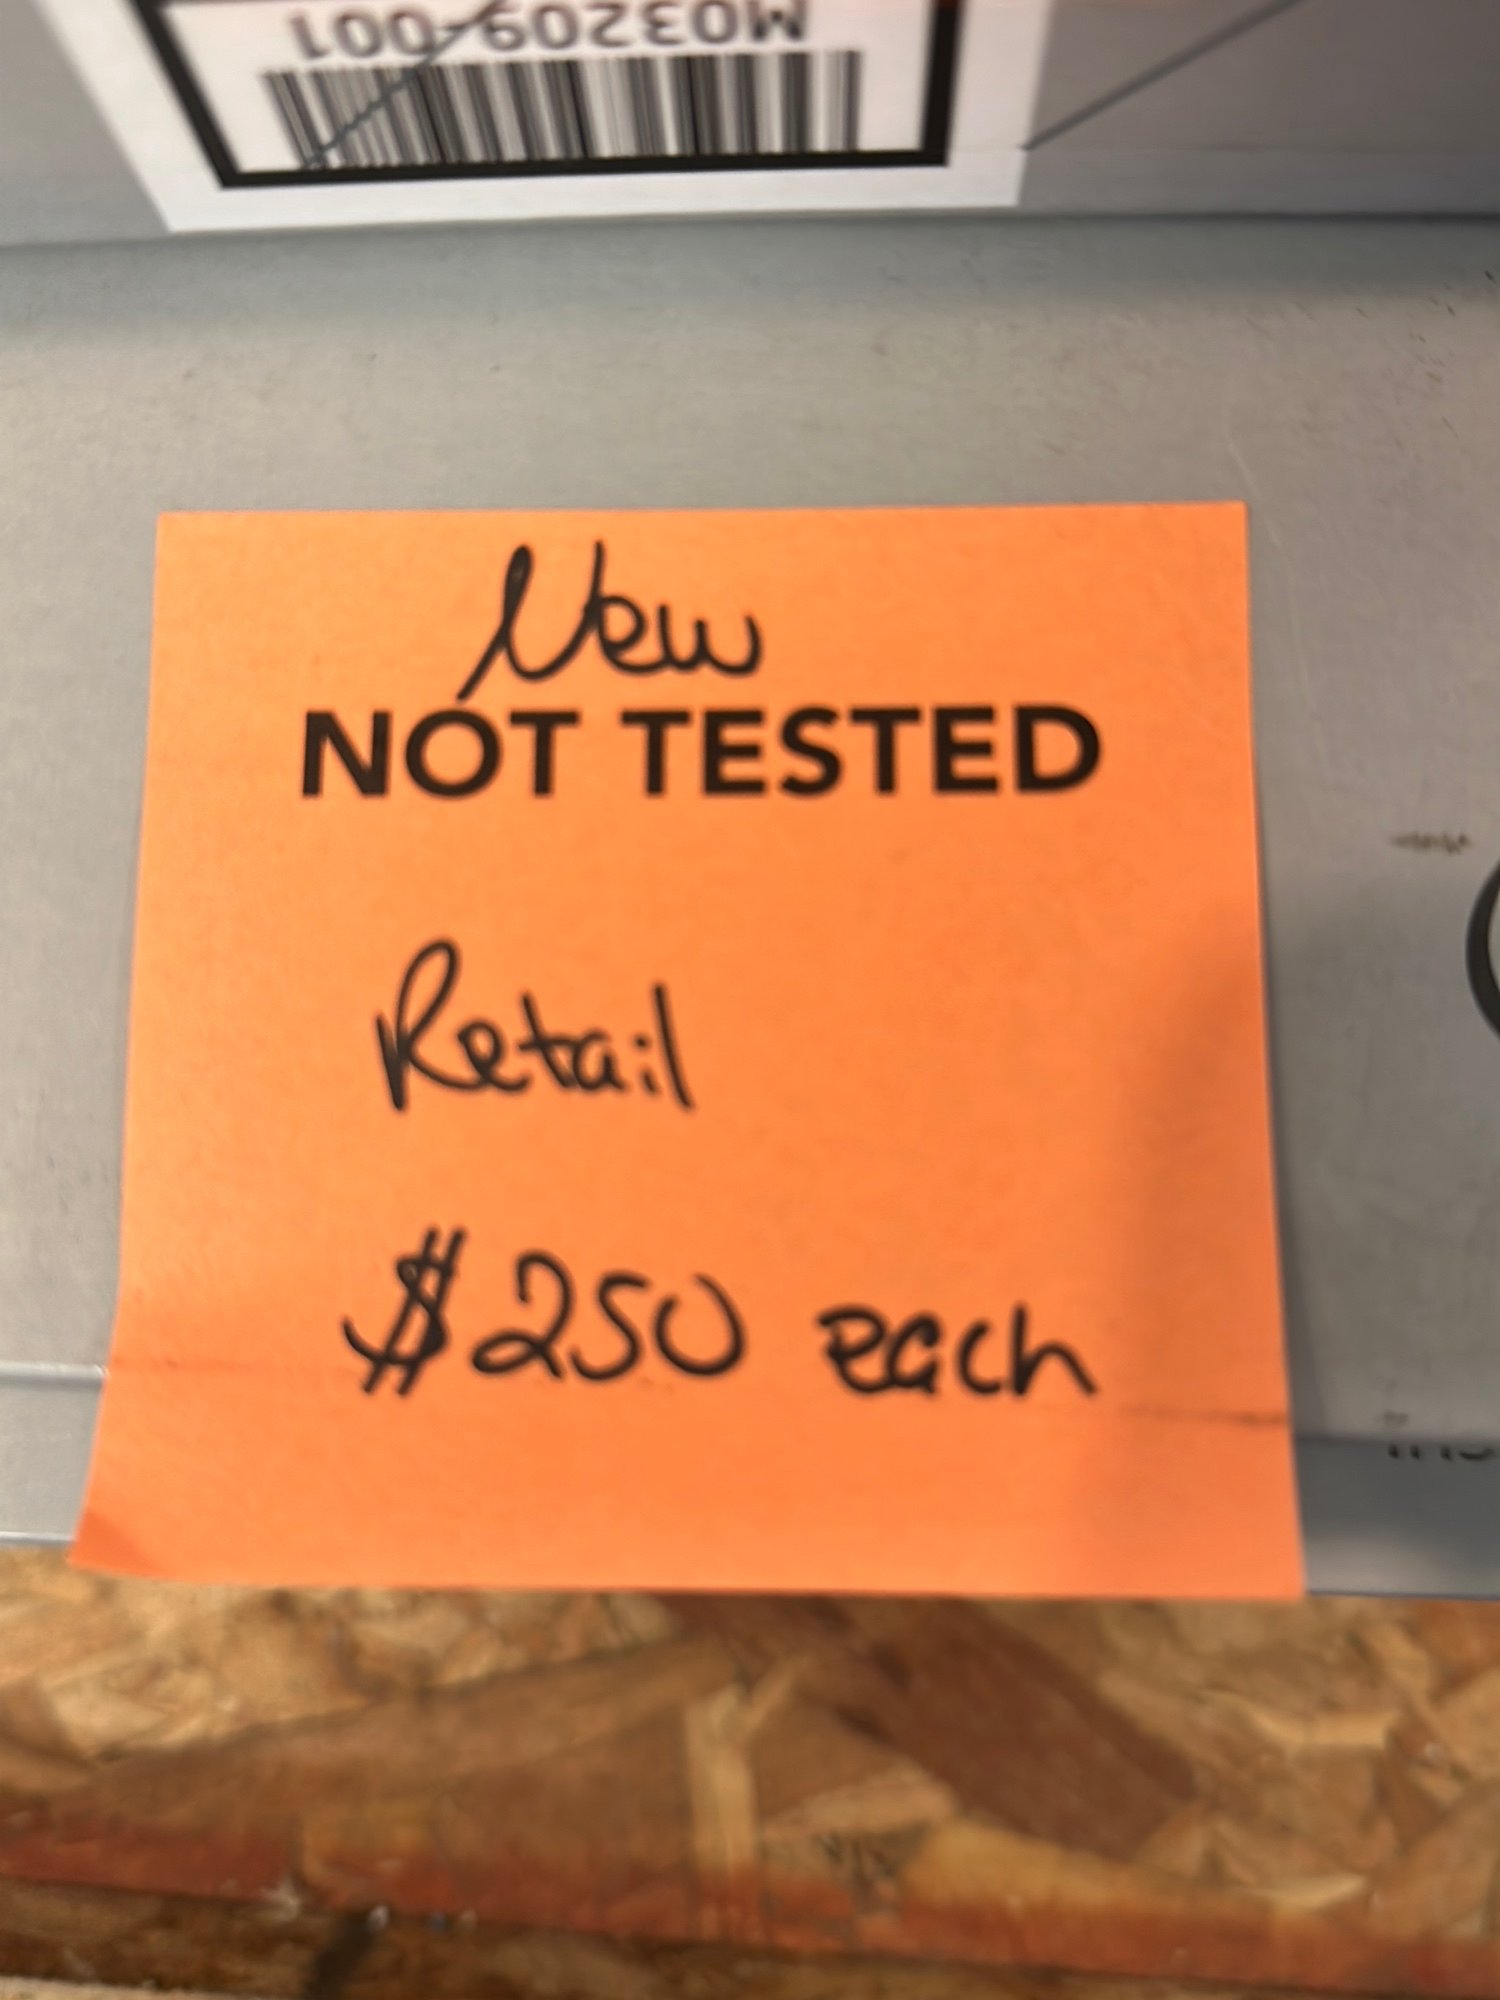 M03209-001
New
NOT TESTED
Retail
$250 each